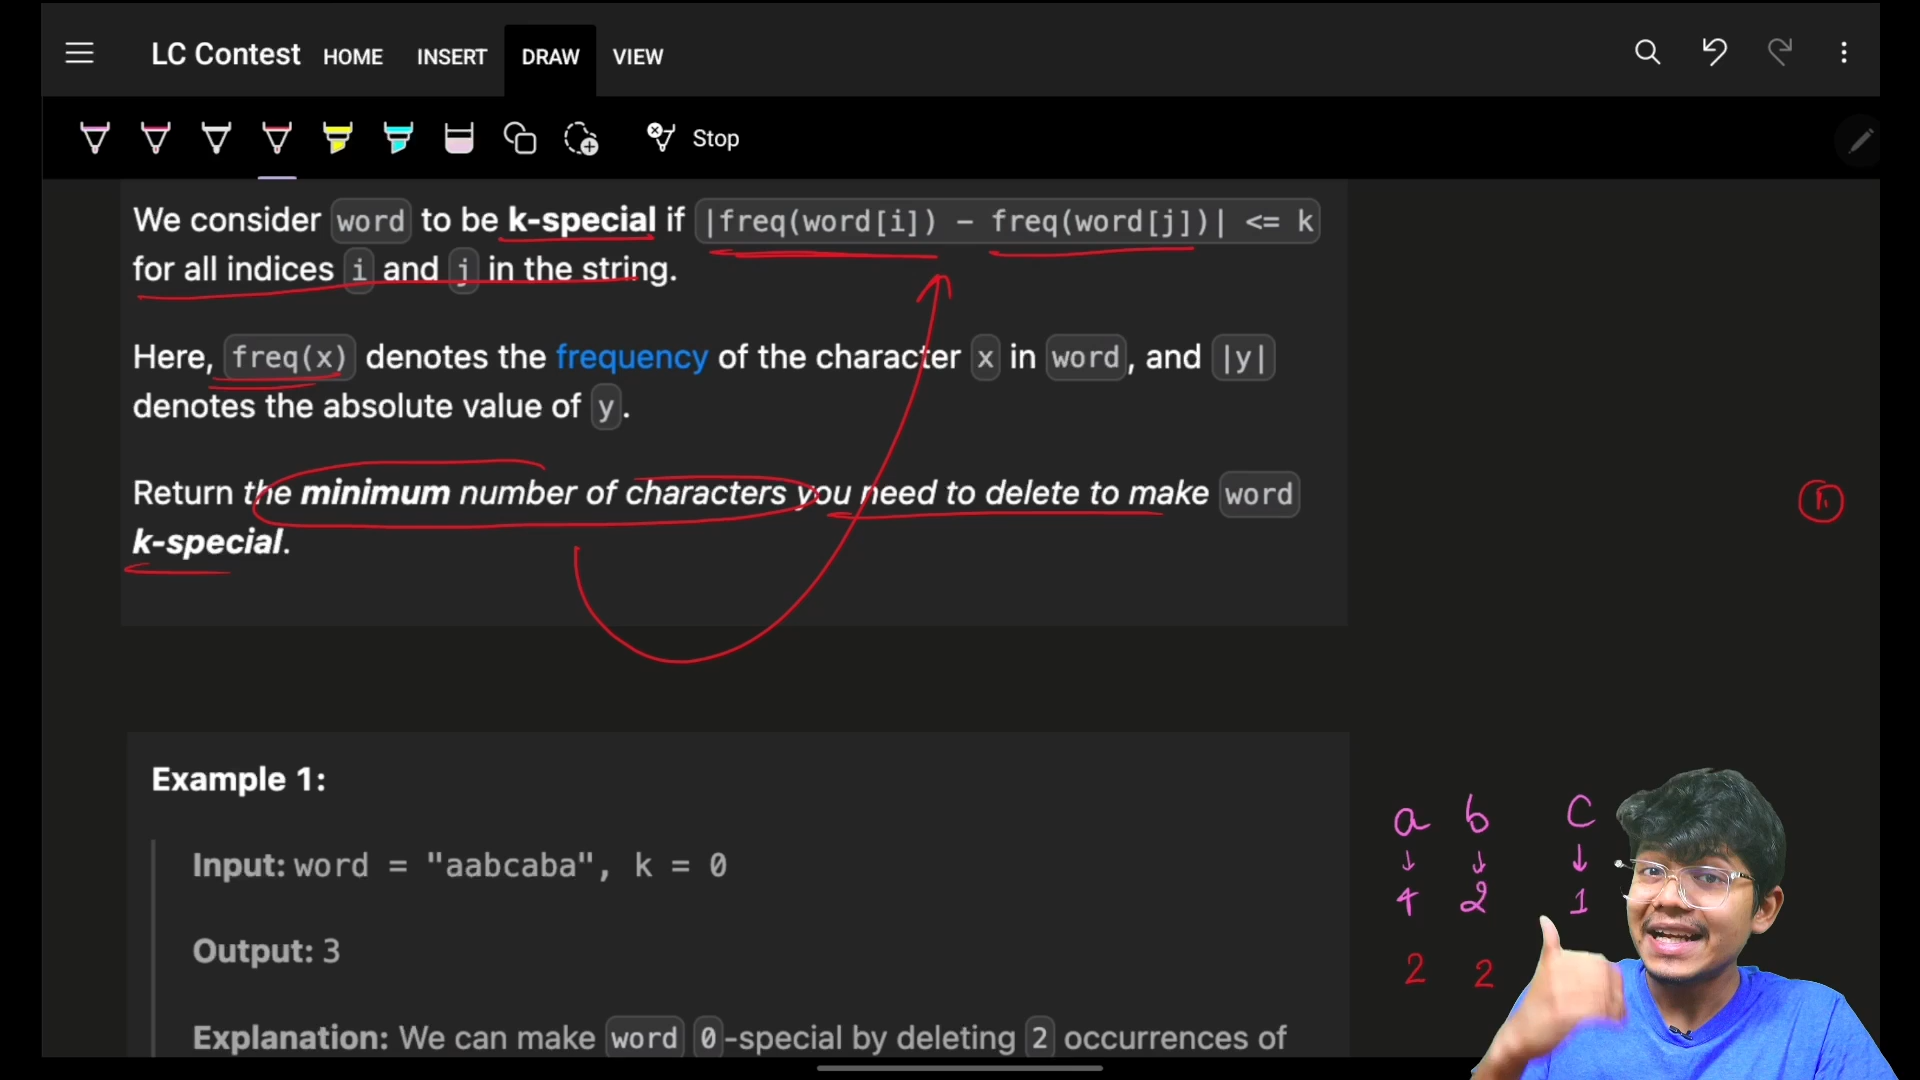 LC Contest HOME INSERT DRAW VIEW
Stop
We consider word to be k-special if |freq(word[i]) - freq(word[j])| <= k
for all indices i and j in the string.
Here, freq(x) denotes the frequency of the character x in word, and |y|
denotes the absolute value of y.
Return the minimum number of characters you need to delete to make word
k-special.
Example 1:
Input: word = "aabcaba", k = 0
Output: 3
Explanation: We can make word 0-special by deleting 2 occurrences of
a b c
4 2 1
2 2